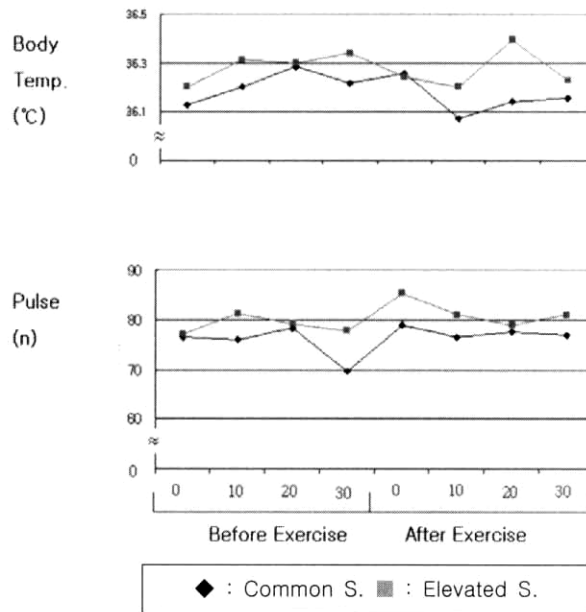 Body
Temp.
(℃)
36.5
36.3
36.1
≈
0
Pulse
(n)
90
80
70
60
≈
0
0 10 20 30 0 10 20 30
Before Exercise After Exercise
◆ : Common S. ■ : Elevated S.